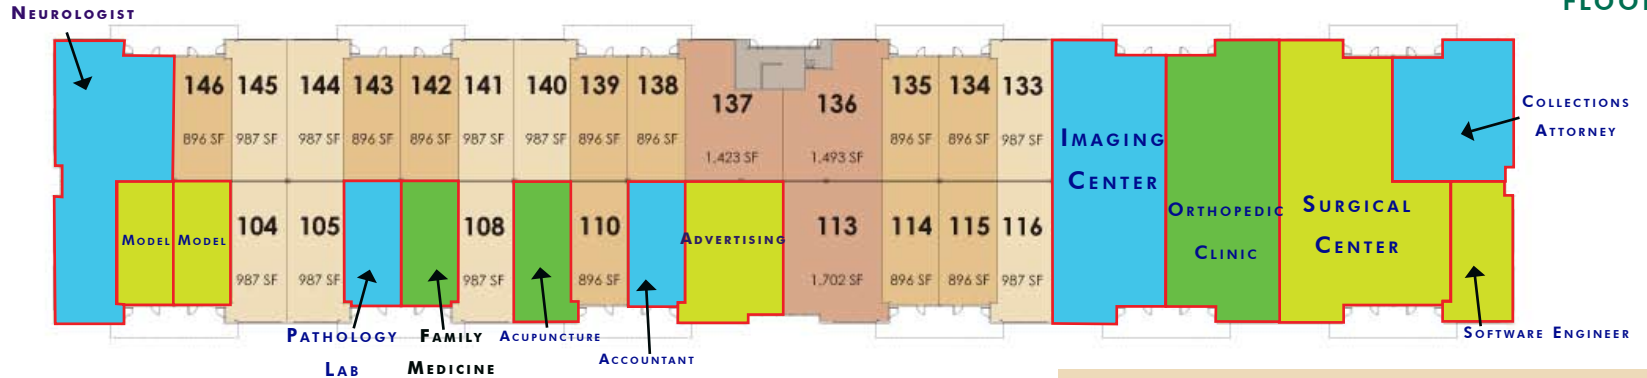 NEUROLOGIST
FLOO
146 145 144 143 142 141 140 139 138 137 136 135 134 133
896 SF 987 SF 987 SF 896 SF 896 SF 987 SF 987 SF 896 SF 896 SF 1,423 SF 1,493 SF 896 SF 896 SF 987 SF
IMAGING
CENTER
COLLECTIONS
ATTORNEY
MODEL MODEL 104 105 108 110 ADVERTISING 113 114 115 116
987 SF 987 SF 987 SF 896 SF 1,702 SF 896 SF 896 SF 987 SF
ORTHOPEDIC
CLINIC
SURGICAL
CENTER
PATHOLOGY
LAB
FAMILY
MEDICINE
ACUPUNCTURE
ACCOUNTANT
SOFTWARE ENGINEER